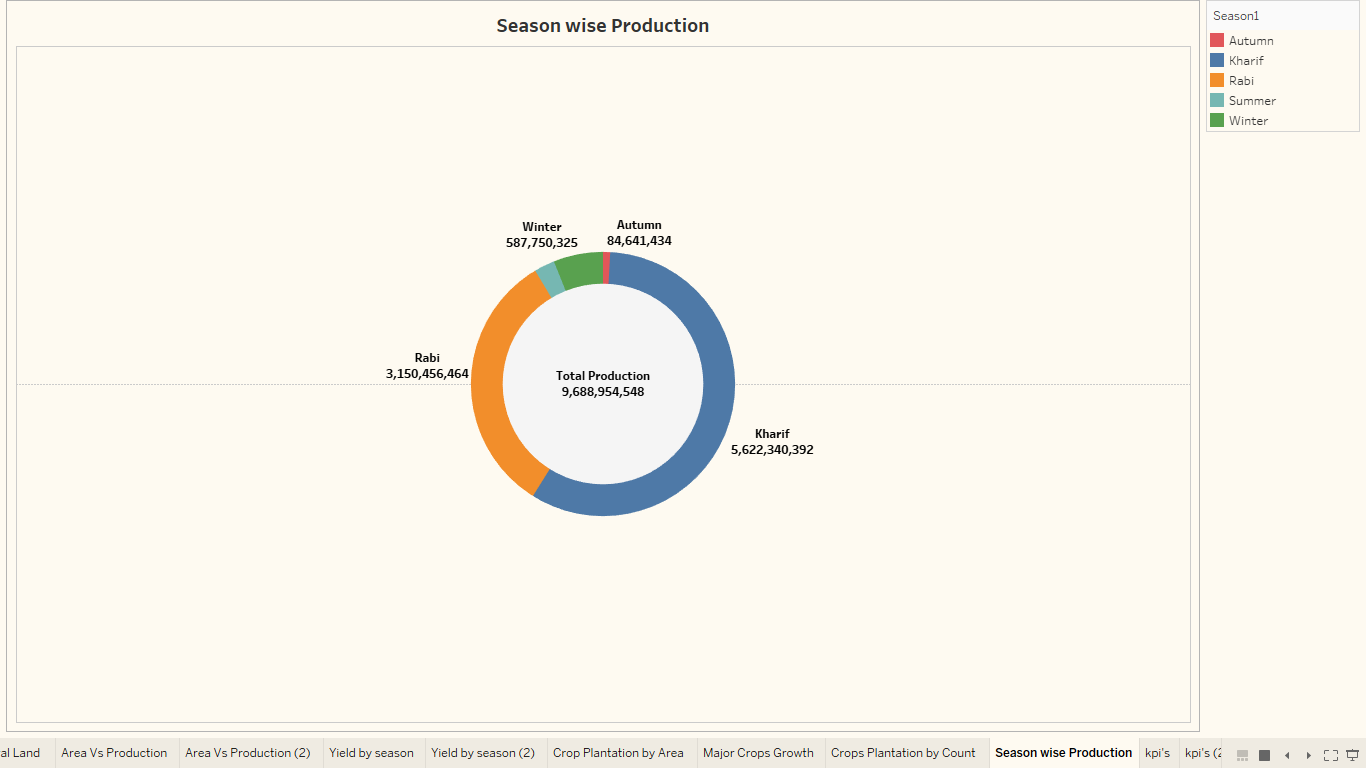 Season wise Production
Season1
Autumn
Kharif
Rabi
Summer
Winter
Winter
587,750,325
Autumn
84,641,434
Rabi
3,150,456,464
Total Production
9,688,954,548
Kharif
5,622,340,392
al Land
Area Vs Production
Area Vs Production (2)
Yield by season
Yield by season (2)
Crop Plantation by Area
Major Crops Growth
Crops Plantation by Count
Season wise Production
kpi's
kpi's (2